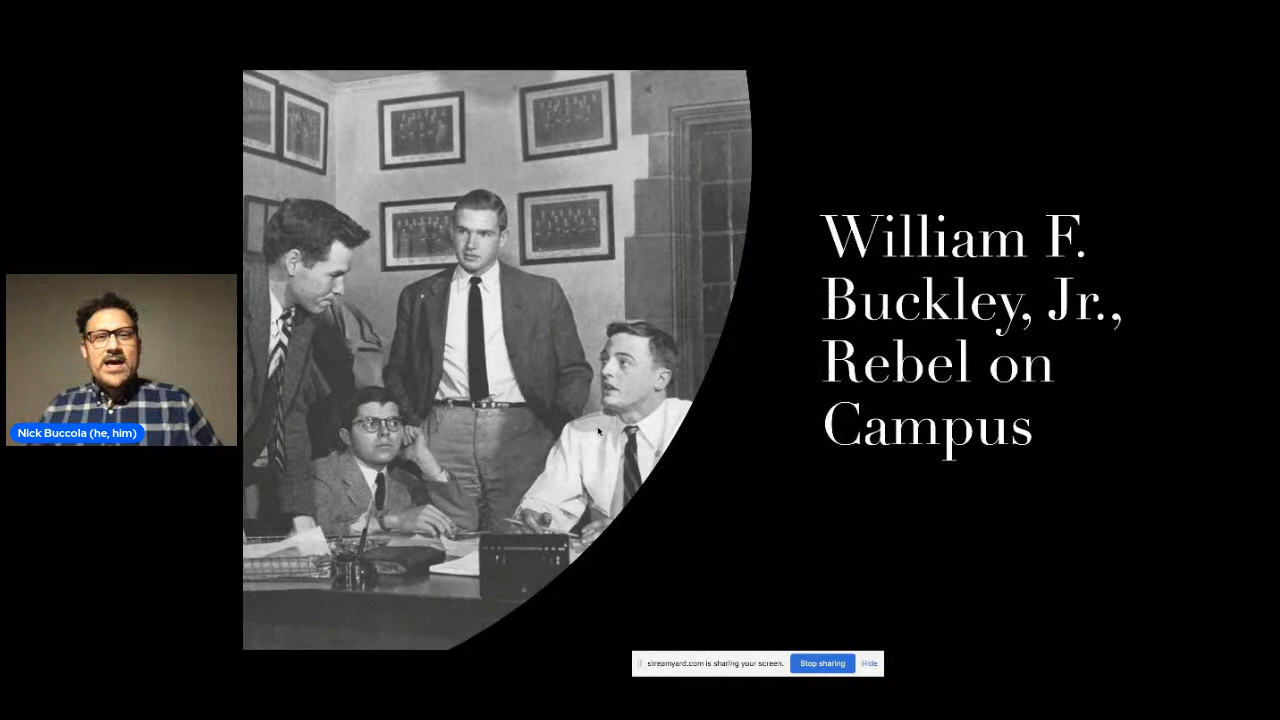 William F.
Buckley, Jr.,
Rebel on
Campus
Nick Buccola (he, him)
streamyard.com is sharing your screen. Stop sharing Hide